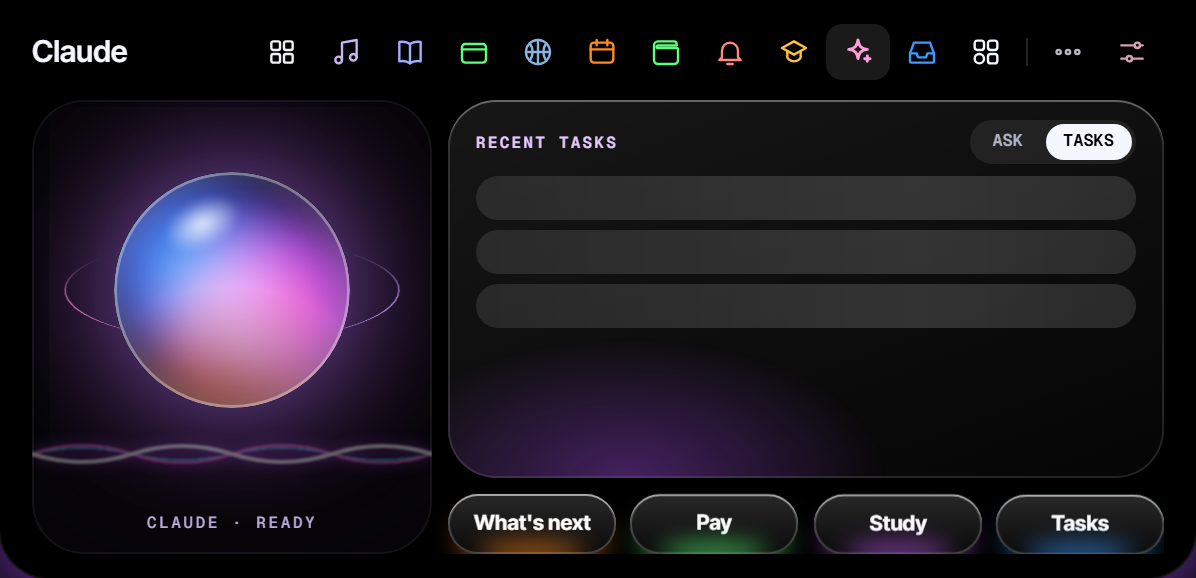 Claude
RECENT TASKS
ASK
TASKS
CLAUDE · READY
What's next
Pay
Study
Tasks